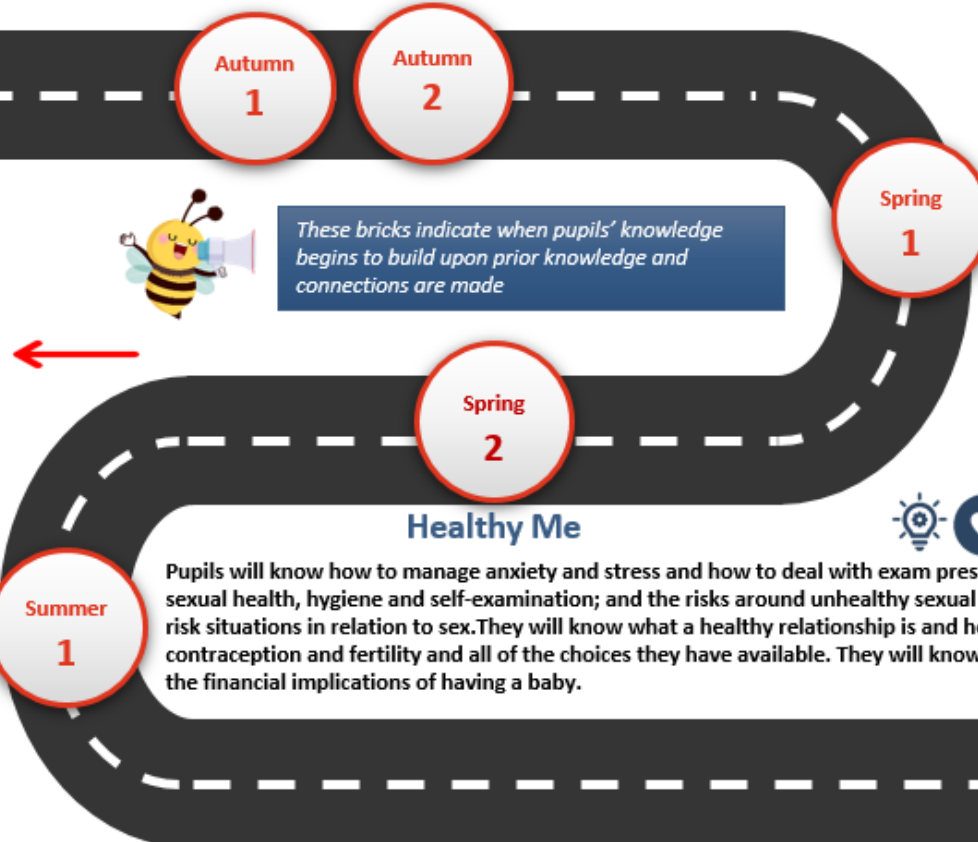 Autumn
1
Autumn
2
Spring
1
These bricks indicate when pupils' knowledge
begins to build upon prior knowledge and
connections are made
Spring
2
Healthy Me
Pupils will know how to manage anxiety and stress and how to deal with exam pres
sexual health, hygiene and self-examination; and the risks around unhealthy sexual
risk situations in relation to sex.They will know what a healthy relationship is and h
contraception and fertility and all of the choices they have available. They will know
the financial implications of having a baby.
Summer
1